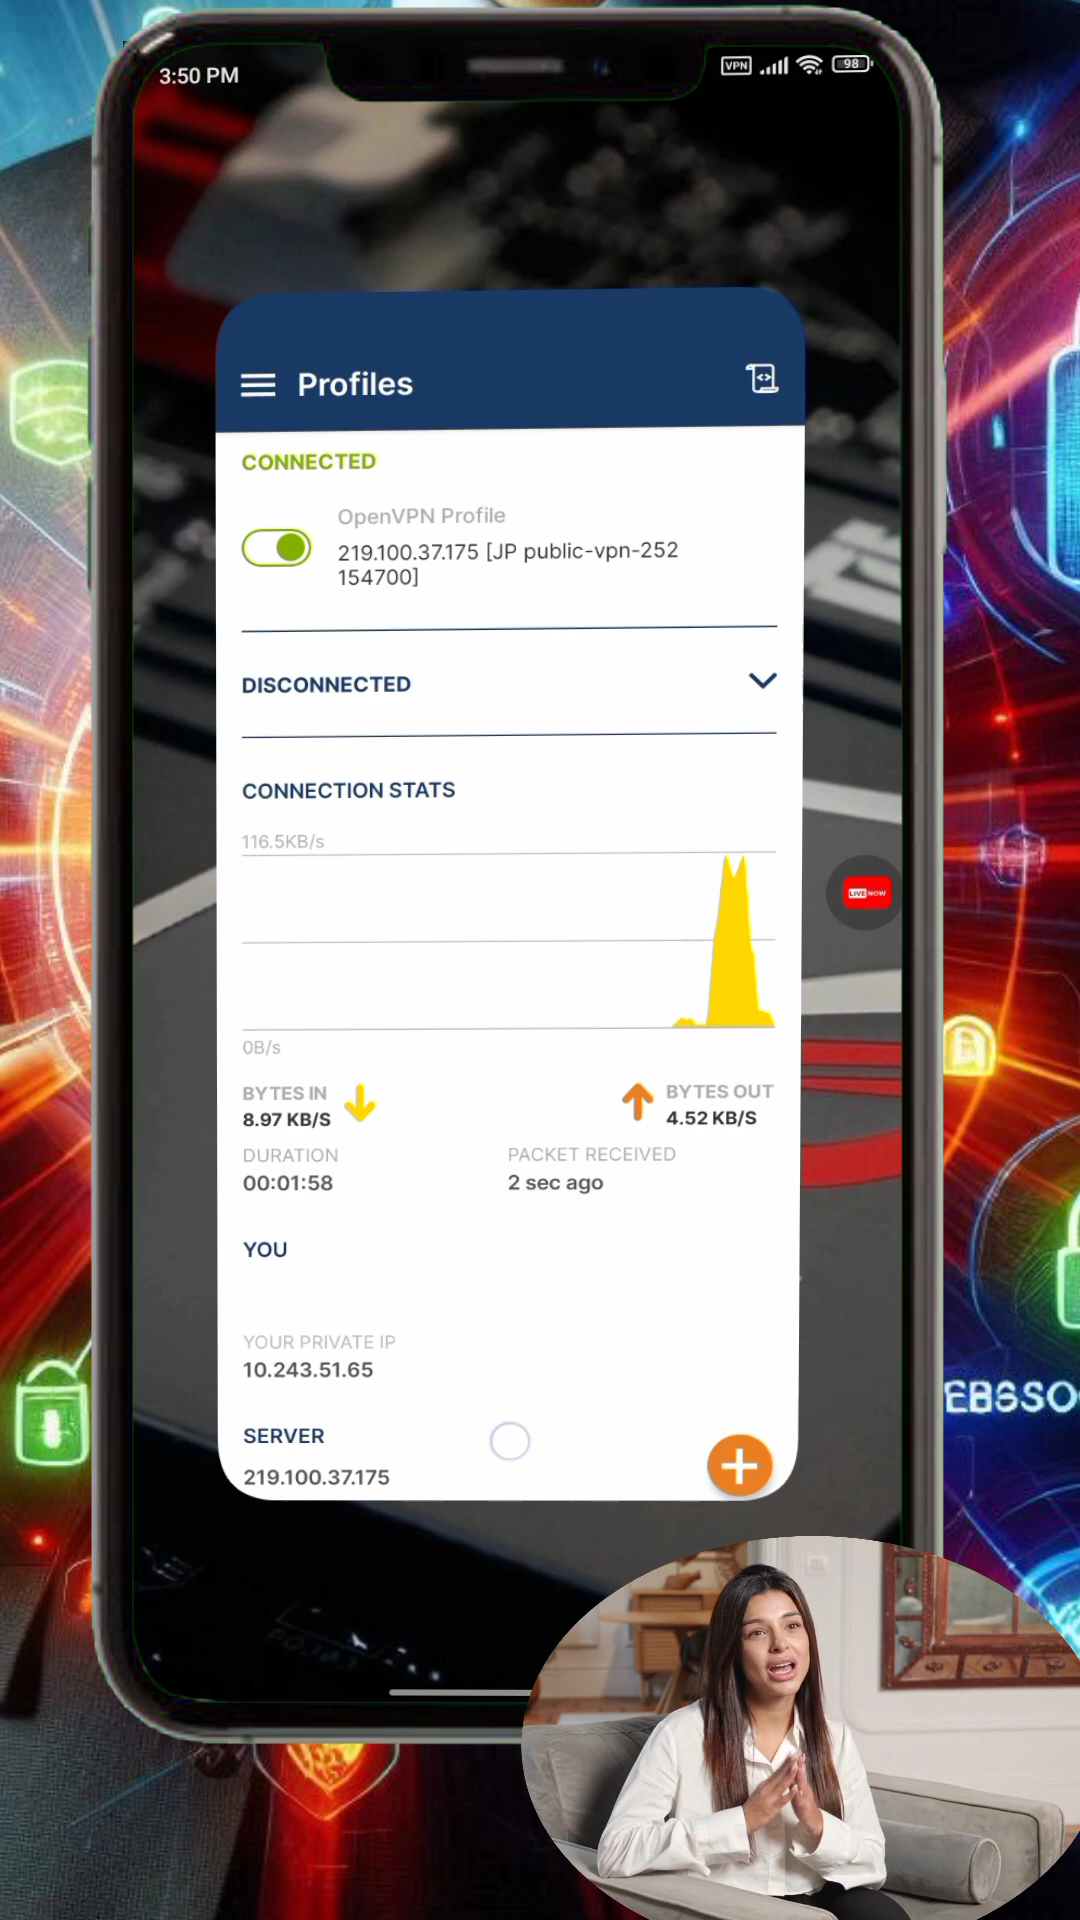 3:50 PM
VPN
98
Profiles
CONNECTED
OpenVPN Profile
219.100.37.175 [JP public-vpn-252
154700]
DISCONNECTED
CONNECTION STATS
116.5KB/s
LIVE NOW
0B/s
BYTES IN
8.97 KB/S
BYTES OUT
4.52 KB/S
DURATION
00:01:58
PACKET RECEIVED
2 sec ago
YOU
YOUR PRIVATE IP
10.243.51.65
EBSSO
SERVER
219.100.37.175